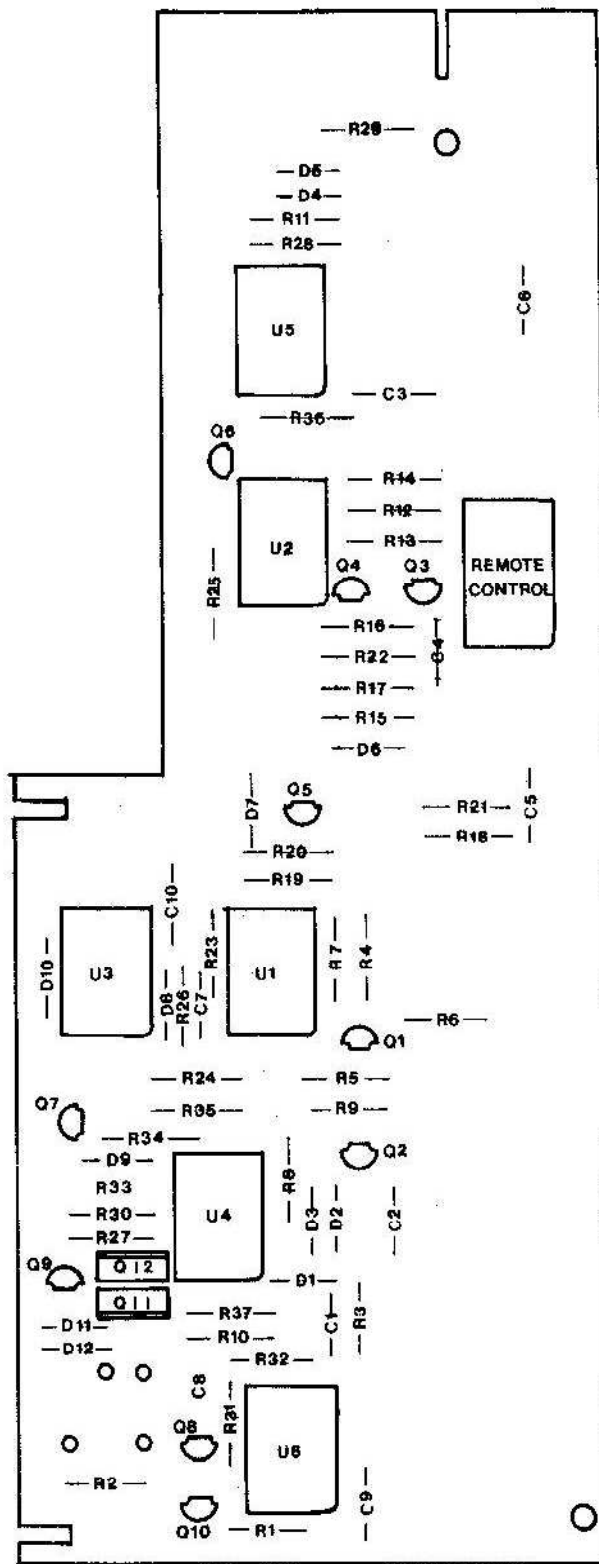 R29
D5
D4
R11
R28
U5
C6
C3
R36
Q6
R14
R12
R13
U2
REMOTE
CONTROL
Q4
Q3
R25
R16
C4
R22
R17
R15
D6
D7
Q5
R21
C5
R18
R20
R19
C10
D10
U3
D8
R26
C7
R23
U1
R7
R4
R6
Q1
R24
R5
Q7
R35
R9
R34
Q2
D9
R33
R8
U4
R30
D3
D2
C2
R27
Q9
Q12
D1
Q11
R37
C1
R3
D11
R10
D12
R32
C8
R31
Q8
U6
R2
C9
Q10
R1